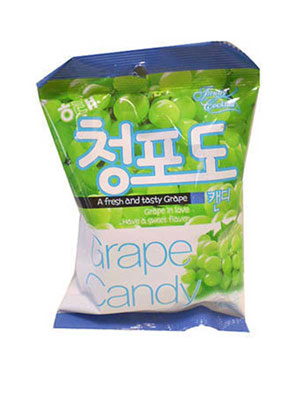 해태
청포도
캔디
A fresh and tasty Grape
Grape in love
Have a sweet flavor
Grape
Candy